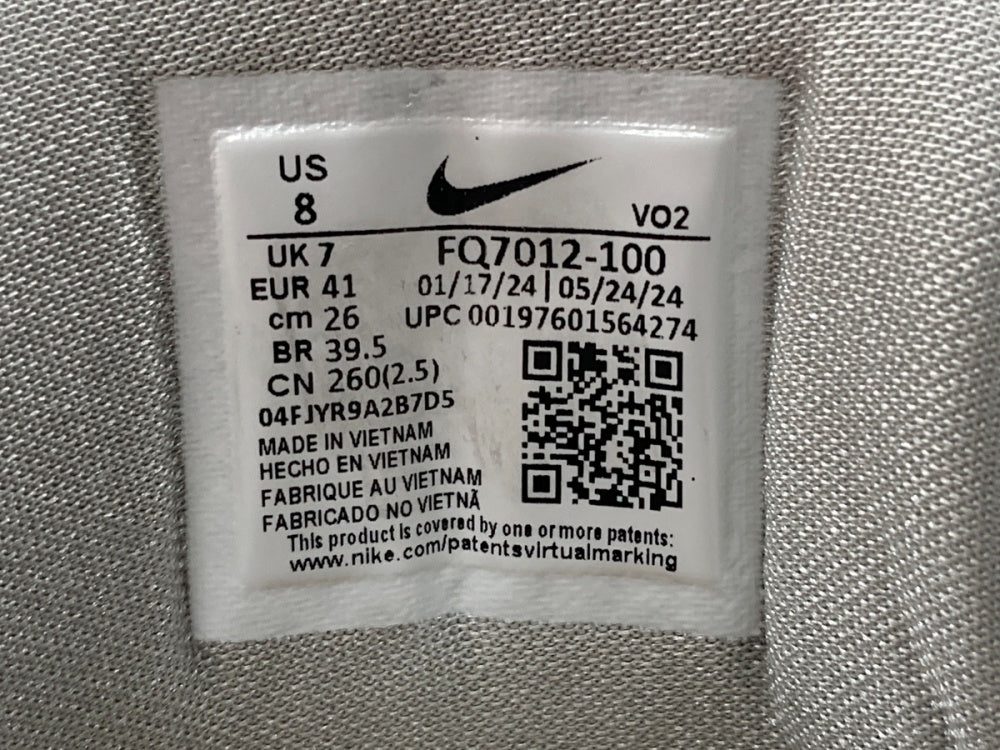 US
8
VO2
UK 7
FQ7012-100
EUR 41
01/17/24 | 05/24/24
cm 26
UPC 00197601564274
BR 39.5
CN 260(2.5)
04FJYR9A2B7D5
MADE IN VIETNAM
HECHO EN VIETNAM
FABRIQUE AU VIETNAM
FABRICADO NO VIETNÃ
This product is covered by one or more patents:
www.nike.com/patentsvirtualmarking